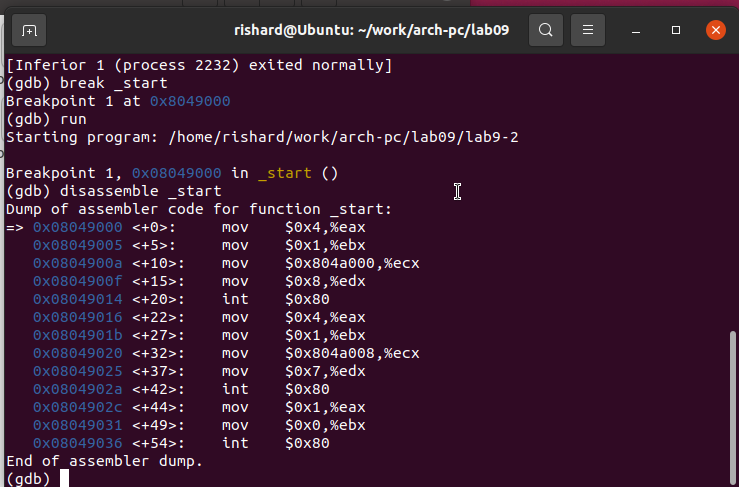 rishard@Ubuntu: ~/work/arch-pc/lab09
[Inferior 1 (process 2232) exited normally]
(gdb) break _start
Breakpoint 1 at 0x8049000
(gdb) run
Starting program: /home/rishard/work/arch-pc/lab09/lab9-2

Breakpoint 1, 0x08049000 in _start ()
(gdb) disassemble _start
Dump of assembler code for function _start:
=> 0x08049000 <+0>:     mov    $0x4,%eax
   0x08049005 <+5>:     mov    $0x1,%ebx
   0x0804900a <+10>:    mov    $0x804a000,%ecx
   0x0804900f <+15>:    mov    $0x8,%edx
   0x08049014 <+20>:    int    $0x80
   0x08049016 <+22>:    mov    $0x4,%eax
   0x0804901b <+27>:    mov    $0x1,%ebx
   0x08049020 <+32>:    mov    $0x804a008,%ecx
   0x08049025 <+37>:    mov    $0x7,%edx
   0x0804902a <+42>:    int    $0x80
   0x0804902c <+44>:    mov    $0x1,%eax
   0x08049031 <+49>:    mov    $0x0,%ebx
   0x08049036 <+54>:    int    $0x80
End of assembler dump.
(gdb)